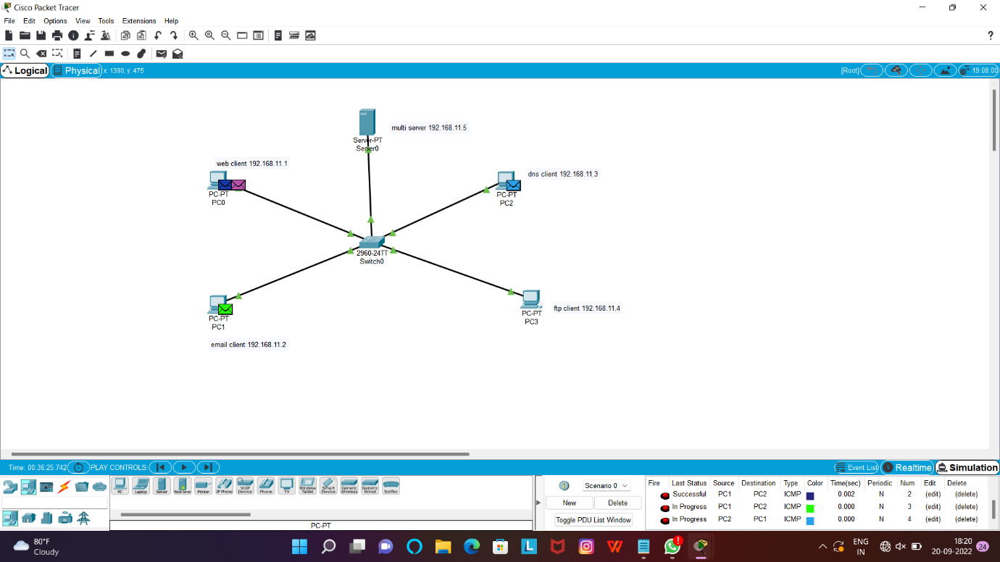 Cisco Packet Tracer
File Edit Options View Tools Extensions Help
?
Logical Physical x: 1390, y: 475 [Root] 19:08:00
multi server 192.168.11.5
Server-PT
Server0
web client 192.168.11.1
PC-PT
PC0
dns client 192.168.11.3
PC-PT
PC2
2960-24TT
Switch0
PC-PT
PC1
email client 192.168.11.2
PC-PT
PC3
ftp client 192.168.11.4
Time: 00:36:25.742 PLAY CONTROLS: Event List Realtime Simulation
PC Laptop Server Printer IP Phone VoIP Device Phone TV Wireless Tablet Smart Device Generic Wireless Generic Wired Sniffer
PC-PT
Scenario 0
New Delete
Toggle PDU List Window
Fire Last Status Source Destination Type Color Time(sec) Periodic Num Edit Delete
Successful PC1 PC2 ICMP 0.002 N 2 (edit) (delete)
In Progress PC1 PC2 ICMP 0.000 N 3 (edit) (delete)
In Progress PC2 PC1 ICMP 0.000 N 4 (edit) (delete)
80°F
Cloudy
ENG
IN
18:20
20-09-2022
24